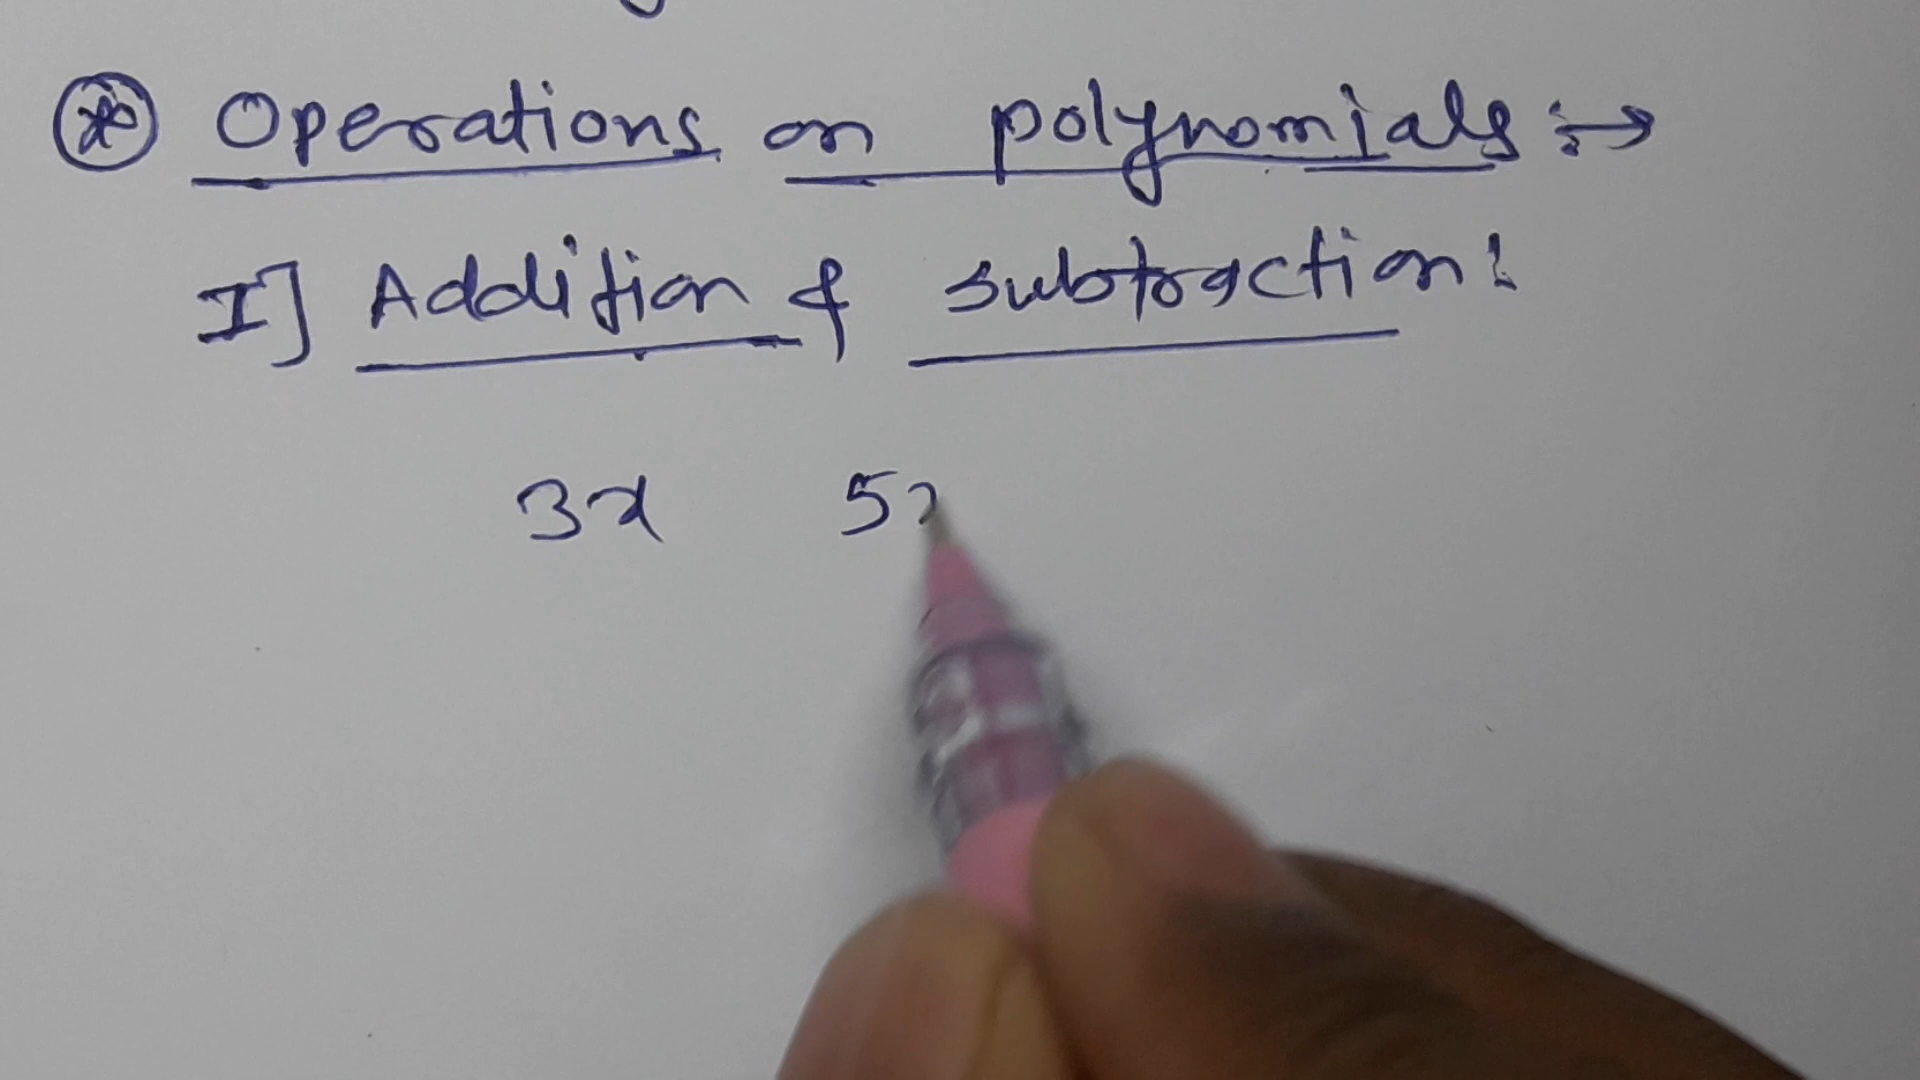 Operations on polynomials :→
I] Addition & subtraction:
3x 5